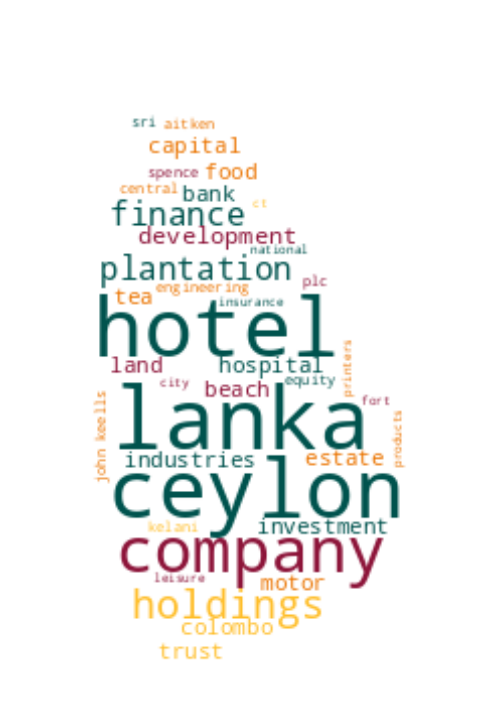 sri aitken
capital
spence food
central bank
finance ct
development
national
plantation
plc
engineering
tea insurance
hotel
land hospital
printers
city beach equity
lanka fort
john keells
products
industries estate
ceylon
kelani investment
company
leisure motor
holdings
colombo
trust